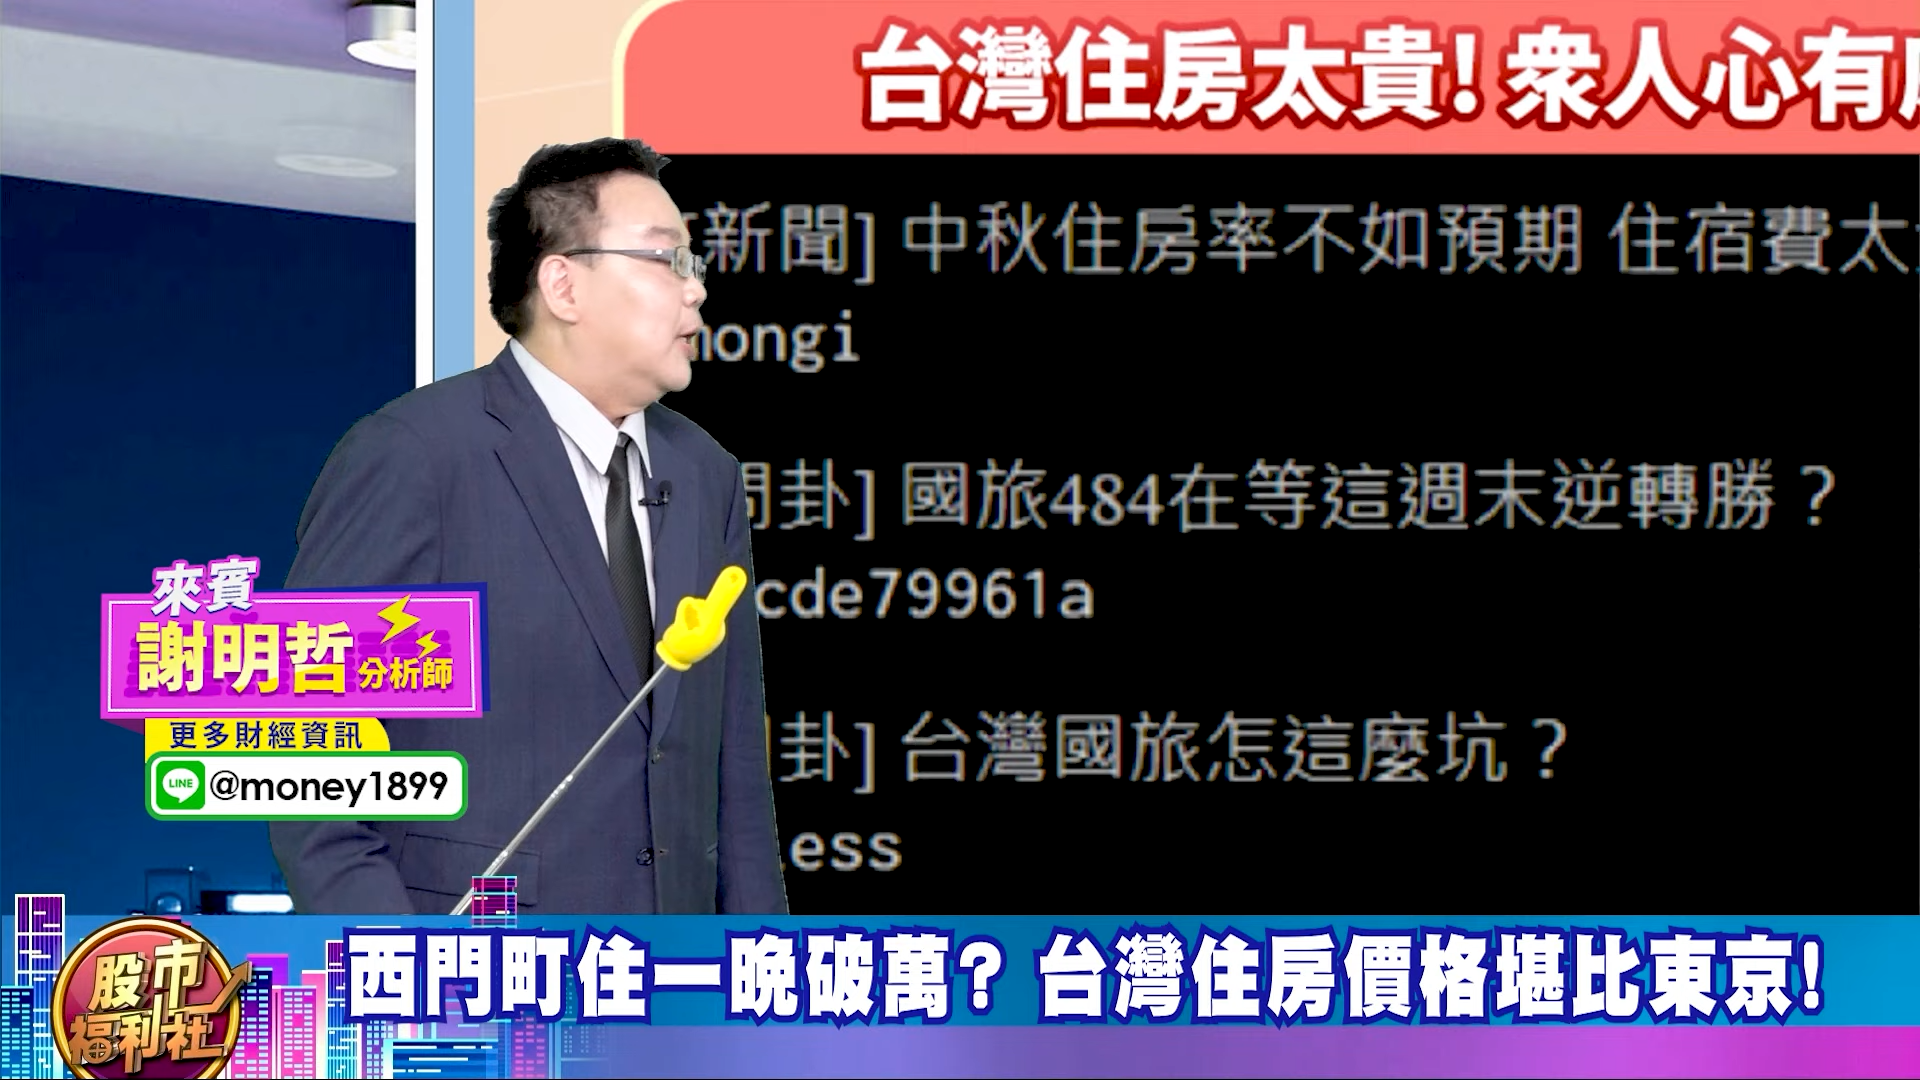 台灣住房太貴!眾人心有
新聞] 中秋住房率不如預期 住宿費太
ongi
卦] 國旅484在等這週末逆轉勝?
cde79961a
卦] 台灣國旅怎這麼坑?
ess
來賓
謝明哲 分析師
更多財經資訊
LINE @money1899
股市
福利社
西門町住一晚破萬? 台灣住房價格堪比東京!